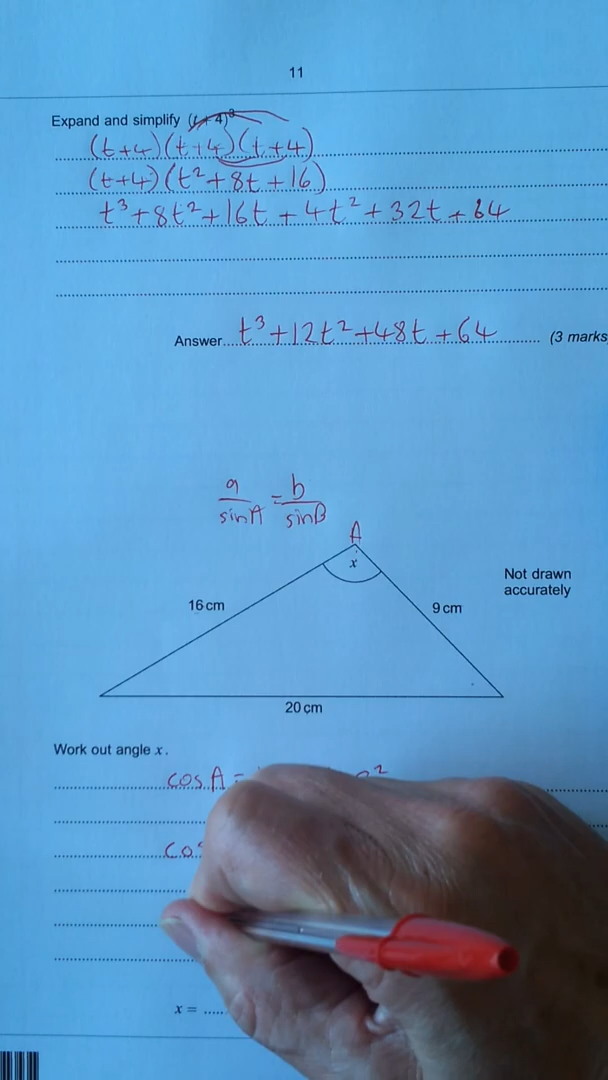 11
Expand and simplify (t+4)³
(t+4)(t+4)(t+4)
(t+4)(t²+8t+16)
t³+8t²+16t+4t²+32t+64
Answer t³+12t²+48t+64 (3 marks
a/sinA = b/sinB
A
x
Not drawn
accurately
16 cm
9 cm
20 cm
Work out angle x.
cosA =
x =